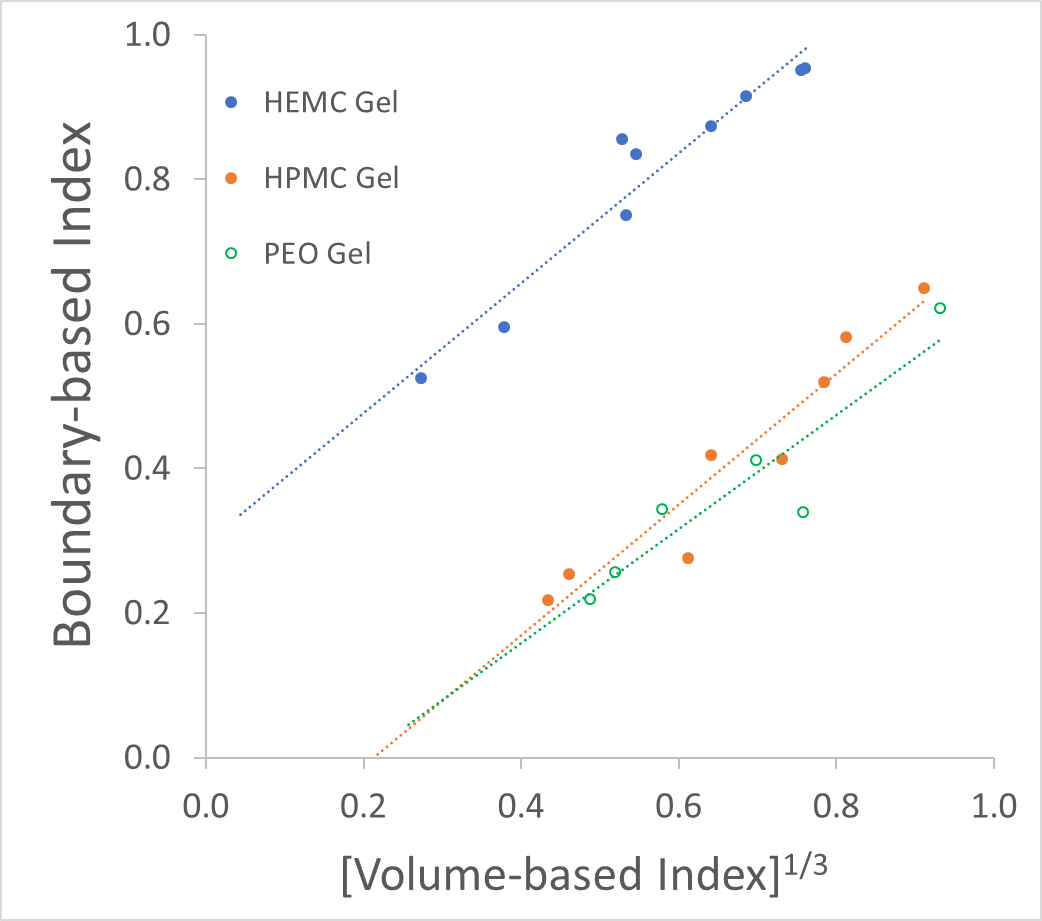 1.0
HEMC Gel
HPMC Gel
PEO Gel
0.8
0.6
0.4
0.2
0.0
Boundary-based Index
0.0 0.2 0.4 0.6 0.8 1.0
[Volume-based Index]^1/3